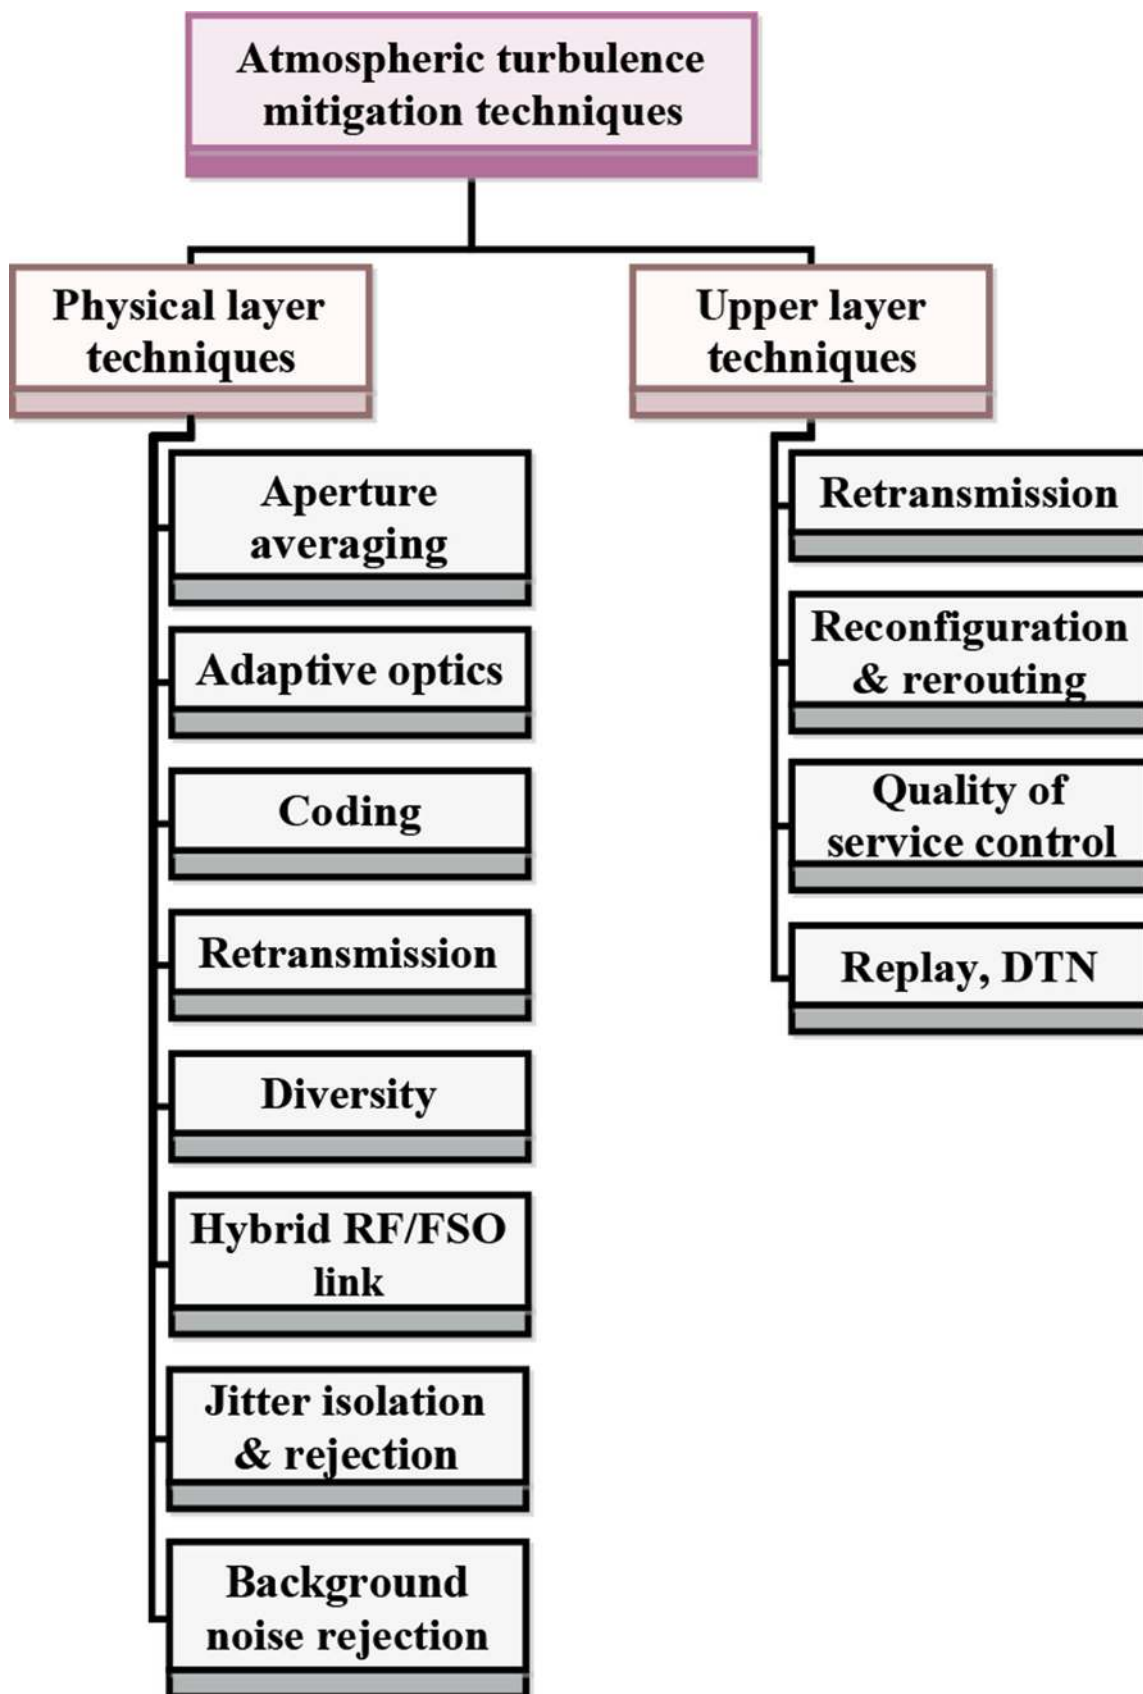 Atmospheric turbulence
mitigation techniques
Physical layer
techniques
Upper layer
techniques
Aperture
averaging
Adaptive optics
Coding
Retransmission
Diversity
Hybrid RF/FSO
link
Jitter isolation
& rejection
Background
noise rejection
Retransmission
Reconfiguration
& rerouting
Quality of
service control
Replay, DTN